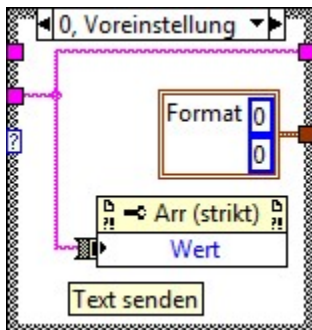 0, Voreinstellung
Format 0
0
?
Arr (strikt)
Wert
Text senden